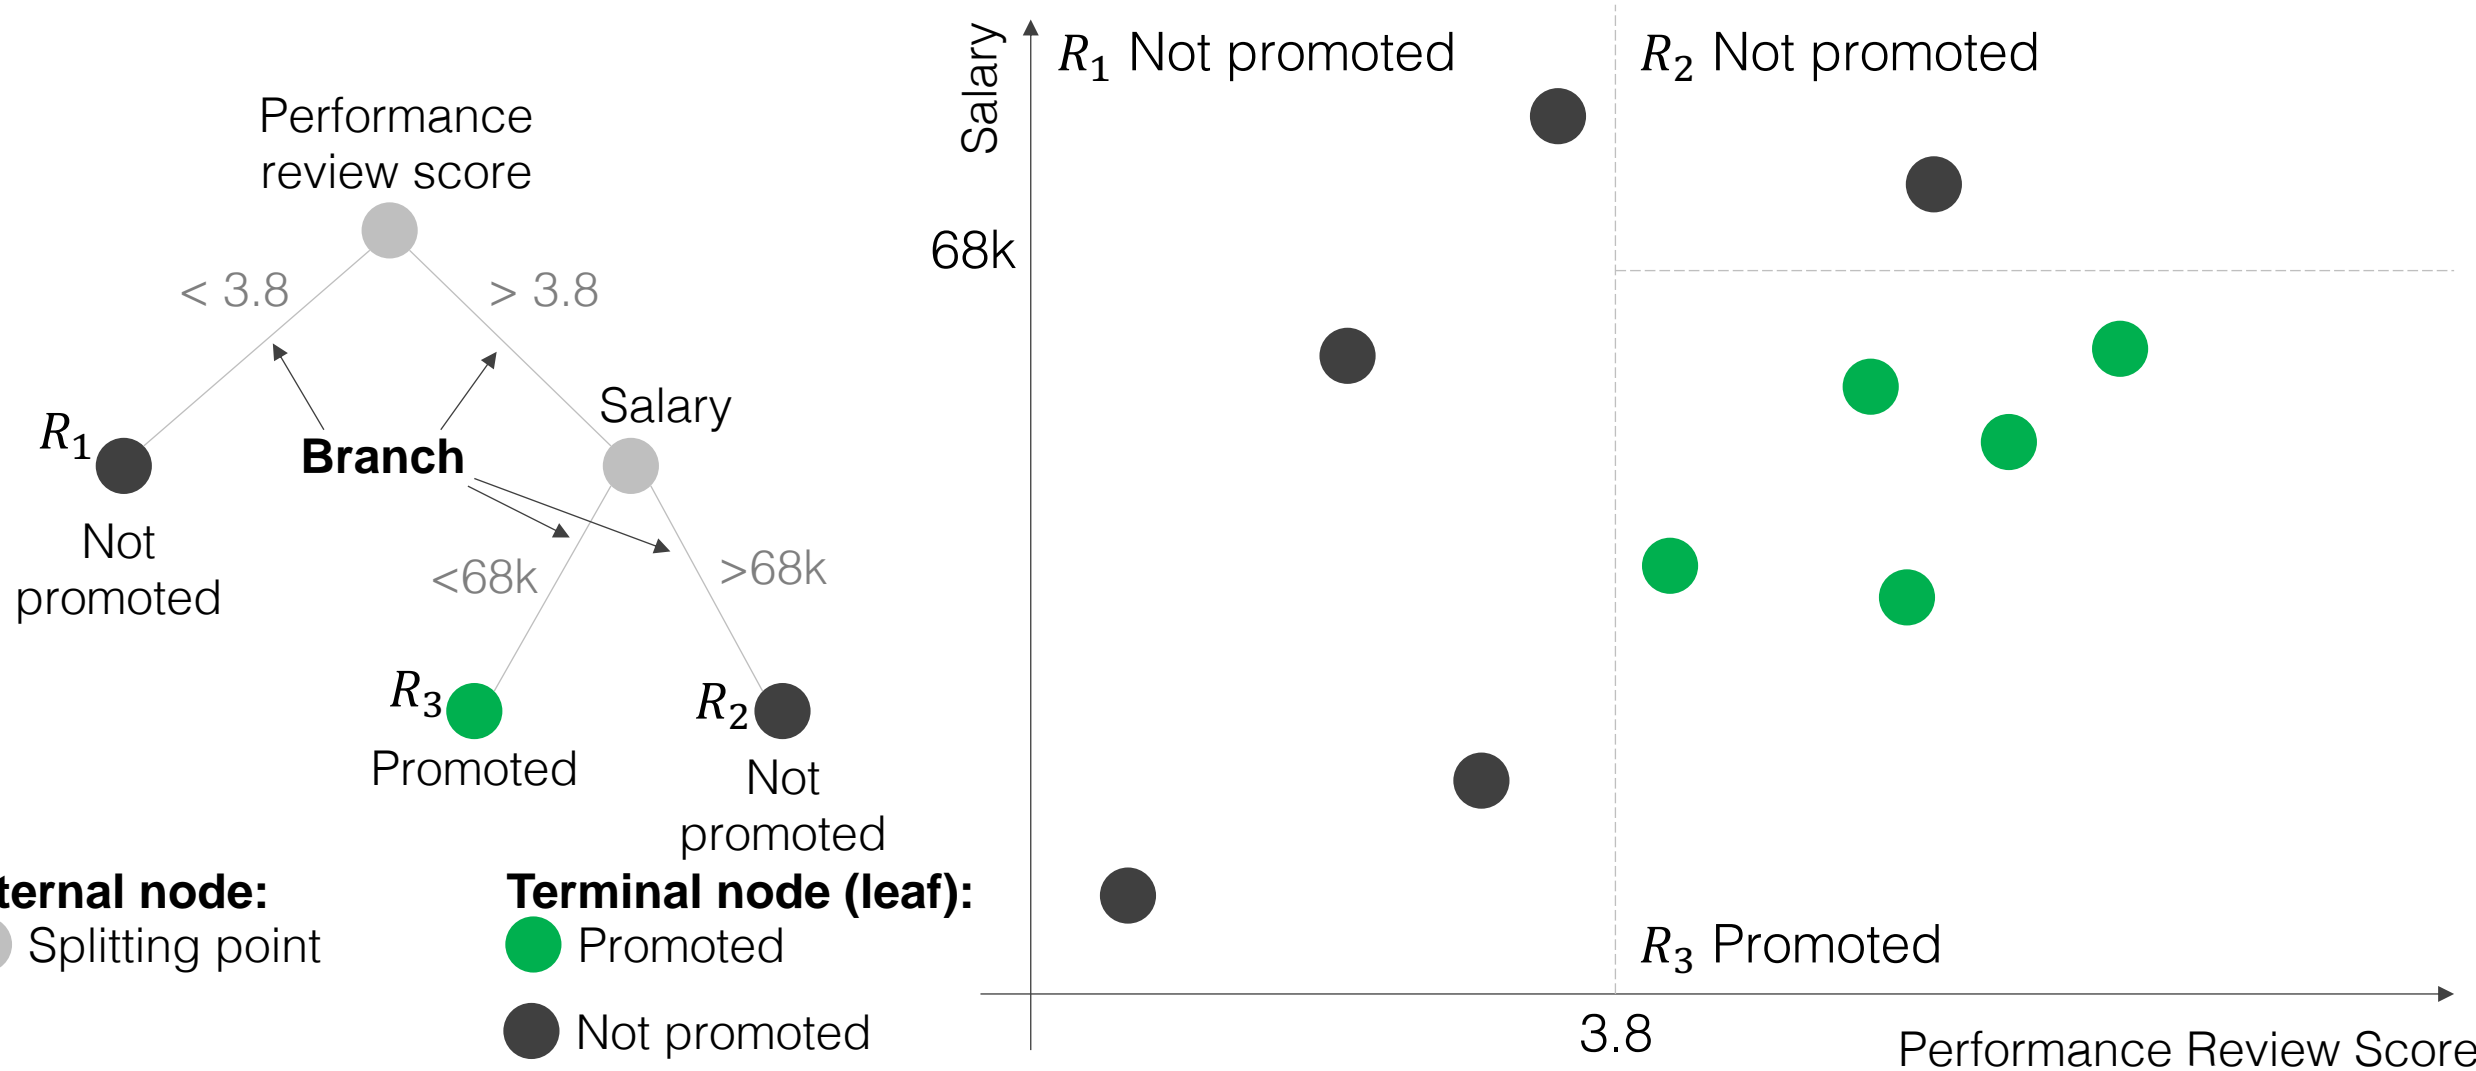 Performance
review score
< 3.8
> 3.8
R1
Branch
Salary
Not
promoted
<68k
>68k
R3
R2
Promoted
Not
promoted
ternal node:
Splitting point
Terminal node (leaf):
Promoted
Not promoted
Salary
R1 Not promoted
R2 Not promoted
68k
R3 Promoted
3.8
Performance Review Score